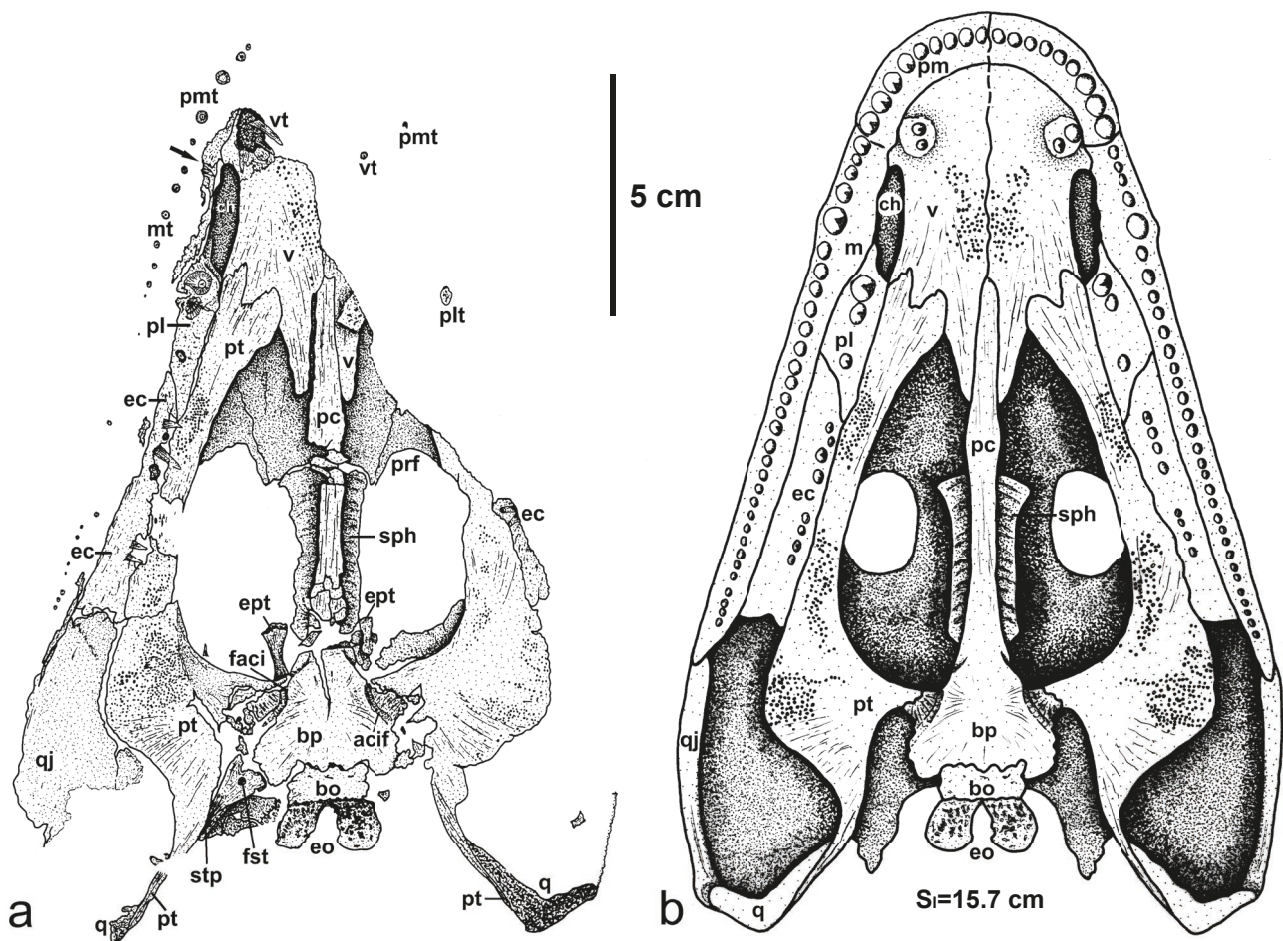 pmt
vt
pmt
vt
ch
mt
v
5 cm
plt
pl
pt
v
ec
pc
prf
ec
sph
ec
ept
ept
faci
pt
bp
acif
qj
bo
eo
stp
fst
q
pt
pt
q
a
pm
ch
v
m
pl
pc
ec
sph
pt
qj
bp
bo
eo
q
Sl=15.7 cm
b